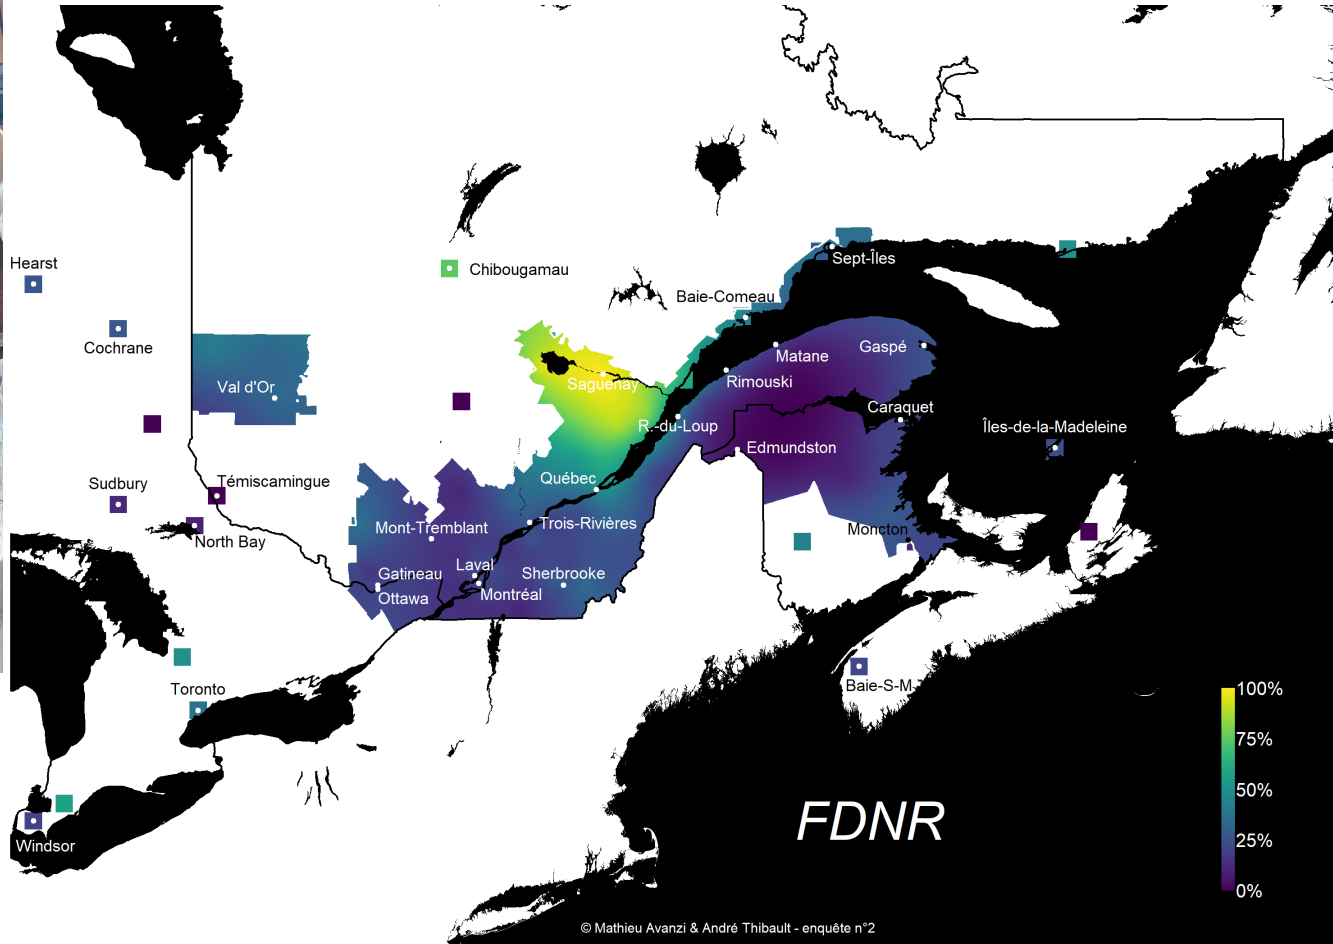 Hearst
Chibougamau
Sept-Îles
Baie-Comeau
Cochrane
Matane
Gaspé
Val d'Or
Saguenay
Rimouski
Caraquet
R.-du-Loup
Îles-de-la-Madeleine
Edmundston
Sudbury
Témiscamingue
Québec
Mont-Tremblant
Trois-Rivières
Moncton
North Bay
Laval
Gatineau
Sherbrooke
Ottawa
Montréal
Toronto
Baie-S-M.
100%
75%
50%
25%
0%
FDNR
Windsor
© Mathieu Avanzi & André Thibault - enquête n°2